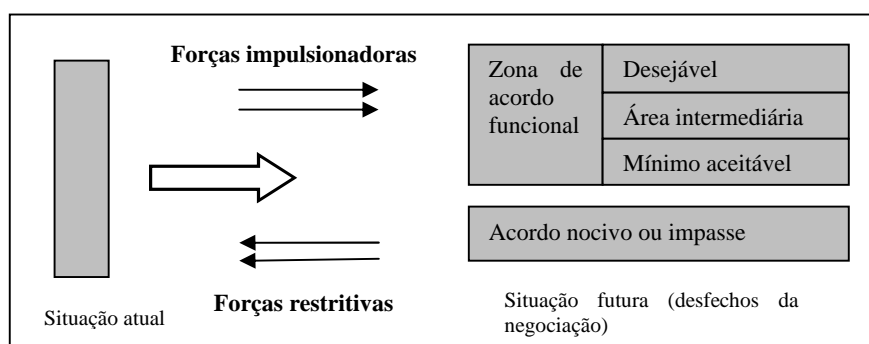 Forças impulsionadoras
Zona de
acordo
funcional
Desejável
Área intermediária
Mínimo aceitável
Acordo nocivo ou impasse
Forças restritivas
Situação atual
Situação futura (desfechos da
negociação)